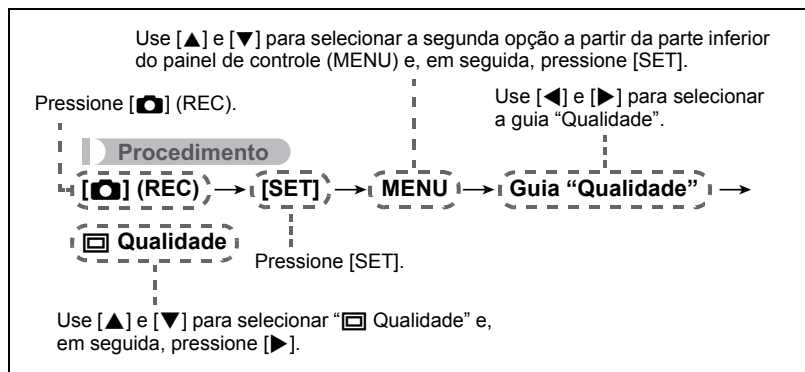 Use [▲] e [▼] para selecionar a segunda opção a partir da parte inferior
do painel de controle (MENU) e, em seguida, pressione [SET].
Pressione [📷] (REC).
Use [◀] e [▶] para selecionar
a guia “Qualidade”.
Procedimento
[📷] (REC) → [SET] → MENU → Guia “Qualidade” →
Qualidade
Pressione [SET].
Use [▲] e [▼] para selecionar “ Qualidade” e,
em seguida, pressione [▶].